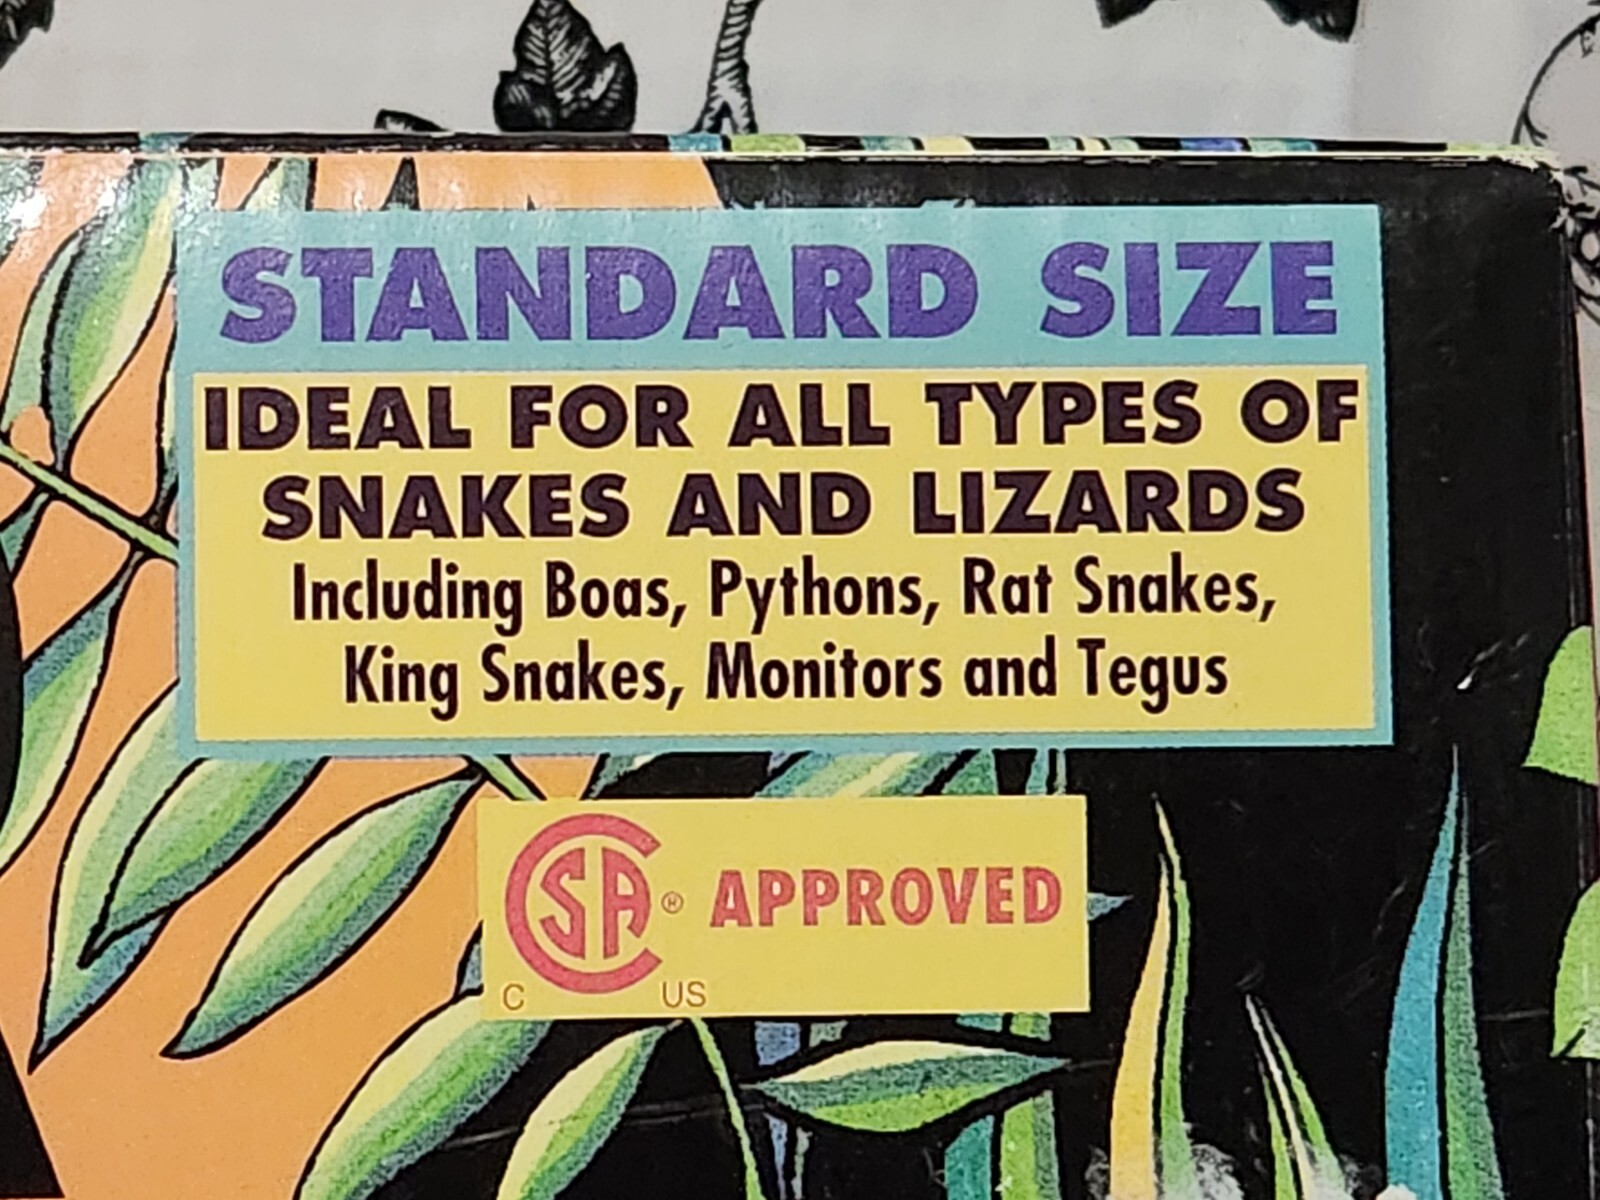 STANDARD SIZE
IDEAL FOR ALL TYPES OF
SNAKES AND LIZARDS
Including Boas, Pythons, Rat Snakes,
King Snakes, Monitors and Tegus
CSA® APPROVED
C US